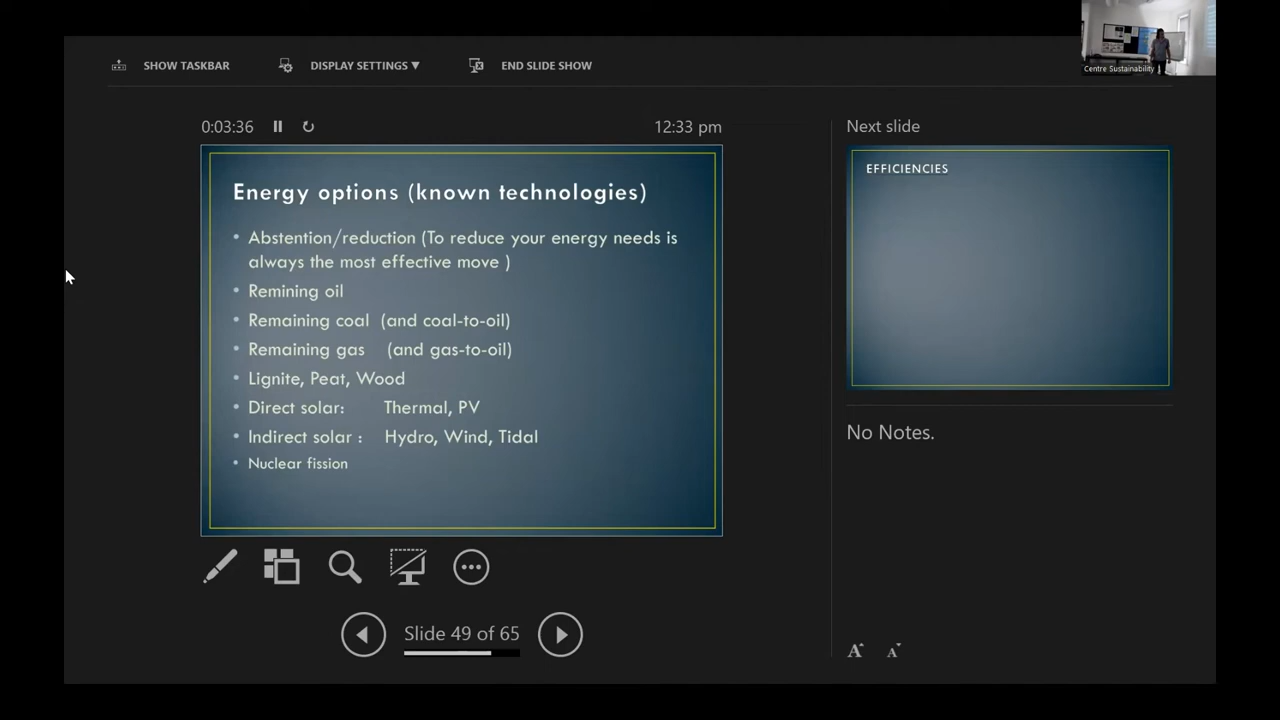 SHOW TASKBAR
DISPLAY SETTINGS ▼
END SLIDE SHOW
Centre Sustainability
0:03:36
12:33 pm
Next slide
Energy options (known technologies)
• Abstention/reduction (To reduce your energy needs is
always the most effective move )
• Remining oil
• Remaining coal (and coal-to-oil)
• Remaining gas (and gas-to-oil)
• Lignite, Peat, Wood
• Direct solar: Thermal, PV
• Indirect solar : Hydro, Wind, Tidal
• Nuclear fission
EFFICIENCIES
No Notes.
Slide 49 of 65
A A